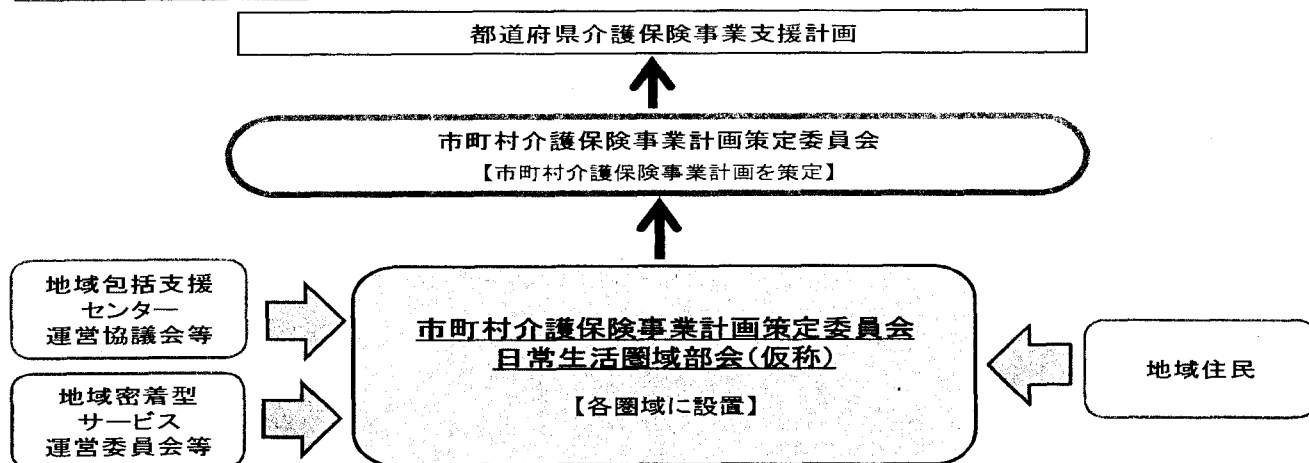 都道府県介護保険事業支援計画
市町村介護保険事業計画策定委員会
【市町村介護保険事業計画を策定】
地域包括支援
センター
運営協議会等
地域密着型
サービス
運営委員会等
市町村介護保険事業計画策定委員会
日常生活圏域部会(仮称)
【各圏域に設置】
地域住民